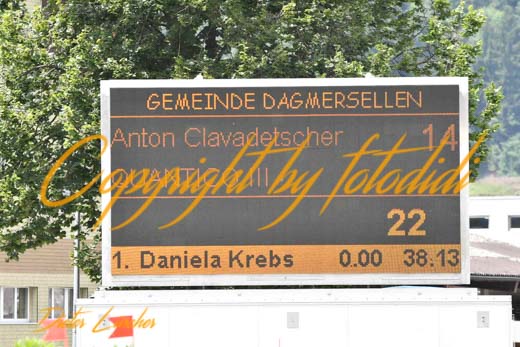 GEMEINDE DAGMERSELLEN
Anton Clavadetscher 14
Copyright by fotodidi
22
1. Daniela Krebs 0.00 38.13